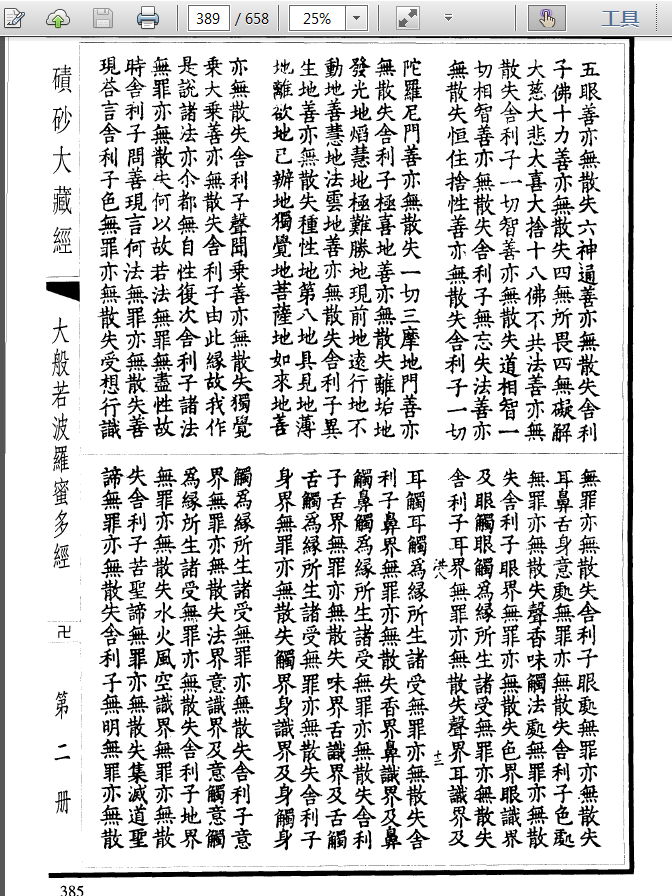 389 / 658
25%
工具
五眼善亦無散失六神通善亦無散失舍利
子佛十力善亦無散失四無所畏四無礙解
大慈大悲大喜大捨十八佛不共法善亦無
散失舍利子一切智善亦無散失道相智一
切相智善亦無散失舍利子無忘失法善亦
無散失恒住捨性善亦無散失舍利子一切
陀羅尼門善亦無散失一切三摩地門善亦
無散失舍利子極喜地善亦無散失離垢地
發光地焰慧地極難勝地現前地遠行地不
動地善慧地法雲地善亦無散失舍利子異
生地善亦無散失種性地第八地具見地薄
地離欲地已辦地獨覺地菩薩地如來地善
亦無散失舍利子聲聞乘善亦無散失獨覺
乘大乘善亦無散失舍利子由此緣故我作
是說諸法亦尒都無自性復次舍利子諸法
無罪亦無散失何以故若法無罪無盡性故
時舍利子問善現言何法無罪亦無散失善
現荅言舍利子色無罪亦無散失受想行識
無罪亦無散失舍利子眼處無罪亦無散失
耳鼻舌身意處無罪亦無散失舍利子色處
無罪亦無散失聲香味觸法處無罪亦無散
失舍利子眼界無罪亦無散失色界眼識界
及眼觸眼觸爲緣所生諸受無罪亦無散失
舍利子耳界無罪亦無散失聲界耳識界及
洪八
十二
耳觸耳觸爲緣所生諸受無罪亦無散失舍
利子鼻界無罪亦無散失香界鼻識界及鼻
觸鼻觸爲緣所生諸受無罪亦無散失舍利
子舌界無罪亦無散失味界舌識界及舌觸
舌觸爲緣所生諸受無罪亦無散失舍利子
身界無罪亦無散失觸界身識界及身觸身
觸爲緣所生諸受無罪亦無散失舍利子意
界無罪亦無散失法界意識界及意觸意觸
爲緣所生諸受無罪亦無散失舍利子地界
無罪亦無散失水火風空識界無罪亦無散
失舍利子苦聖諦無罪亦無散失集滅道聖
諦無罪亦無散失舍利子無明無罪亦無散
磧砂大藏經
大般若波羅蜜多經
卍
第二冊
385